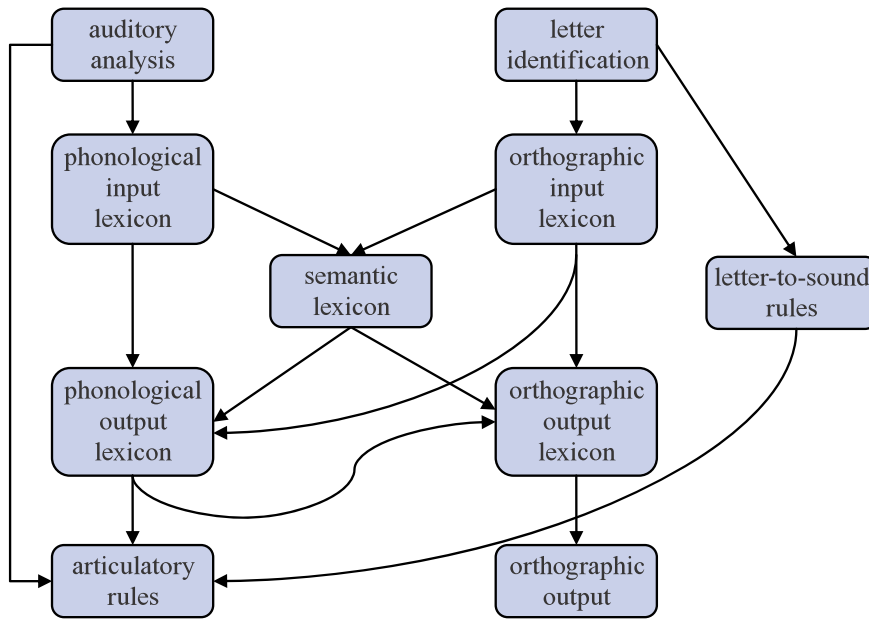 auditory
analysis
letter
identification
phonological
input
lexicon
orthographic
input
lexicon
semantic
lexicon
letter-to-sound
rules
phonological
output
lexicon
orthographic
output
lexicon
articulatory
rules
orthographic
output